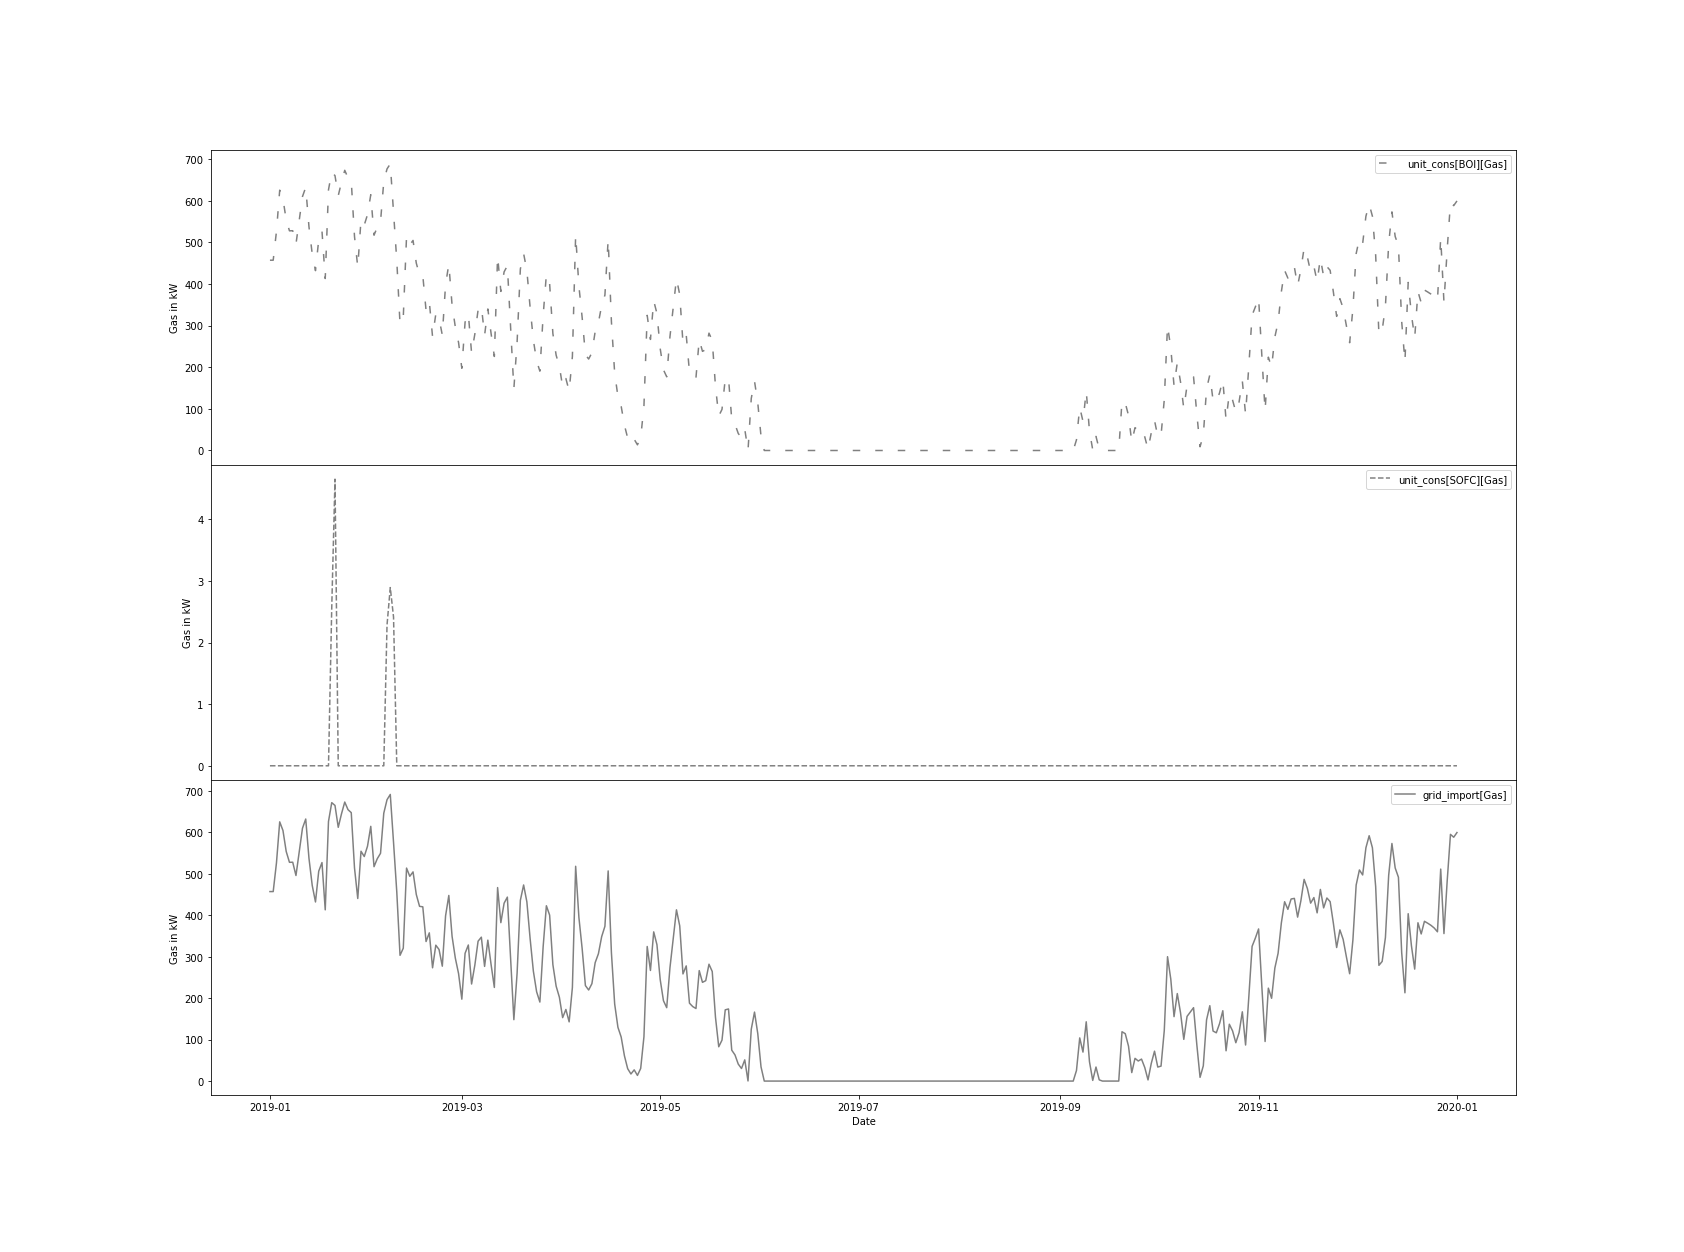 700
600
500
400
300
200
100
0
Gas in kW
unit_cons[BOI][Gas]
4
3
2
1
0
Gas in kW
unit_cons[SOFC][Gas]
700
600
500
400
300
200
100
0
Gas in kW
grid_import[Gas]
2019-01 2019-03 2019-05 2019-07 2019-09 2019-11 2020-01
Date